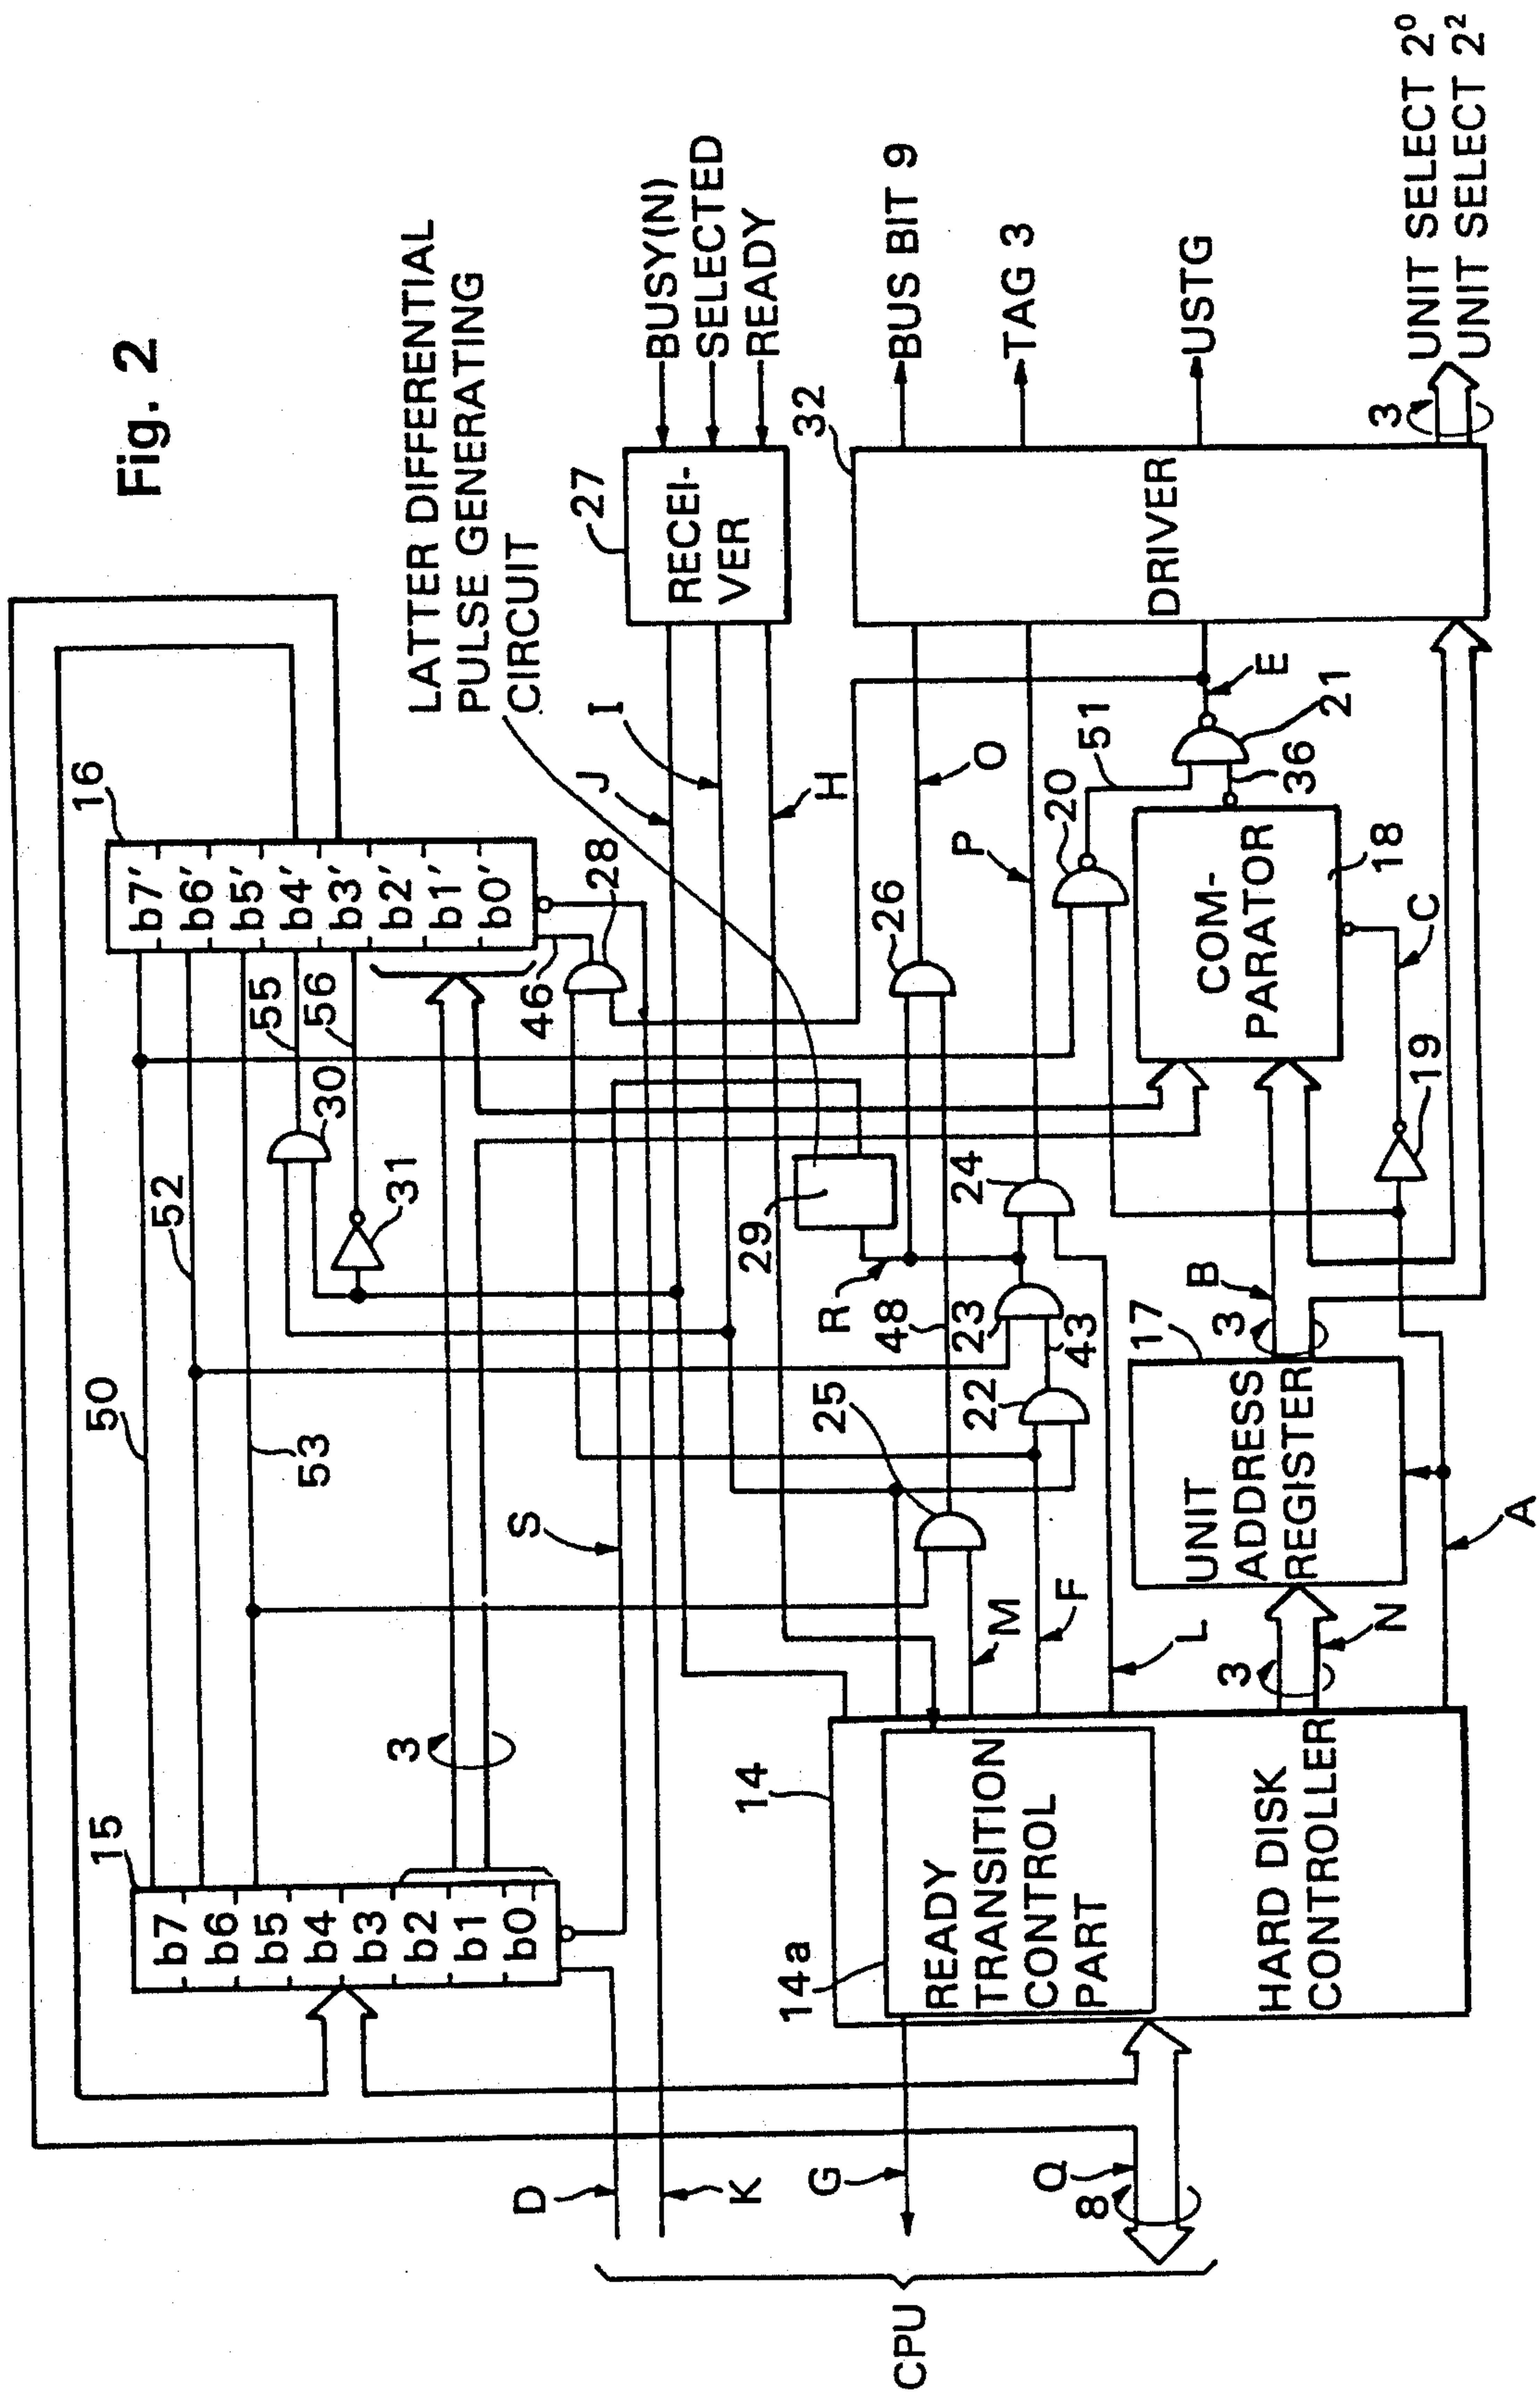 Fig. 2
15
b7
b6
b5
b4
b3
b2
b1
b0
50
52
53
3
16
b7'
b6'
b5'
b4'
b3'
b2'
b1'
b0'
55
56
30
31
46
28
LATTER DIFFERENTIAL
PULSE GENERATING
CIRCUIT
S
D
K
J
I
H
27
RECEI-
VER
BUSY(N)
SELECTED
READY
29
R
48
25
26
O
32
DRIVER
BUS BIT 9
TAG 3
USTG
3
UNIT SELECT 2⁰
UNIT SELECT 2²
14
14a
READY
TRANSITION
CONTROL
PART
HARD DISK
CONTROLLER
G
Q
8
CPU
M
F
L
3
N
A
22
43
23
24
P
20
51
21
E
36
17
UNIT
ADDRESS
REGISTER
3
B
COM-
PARATOR
18
C
19